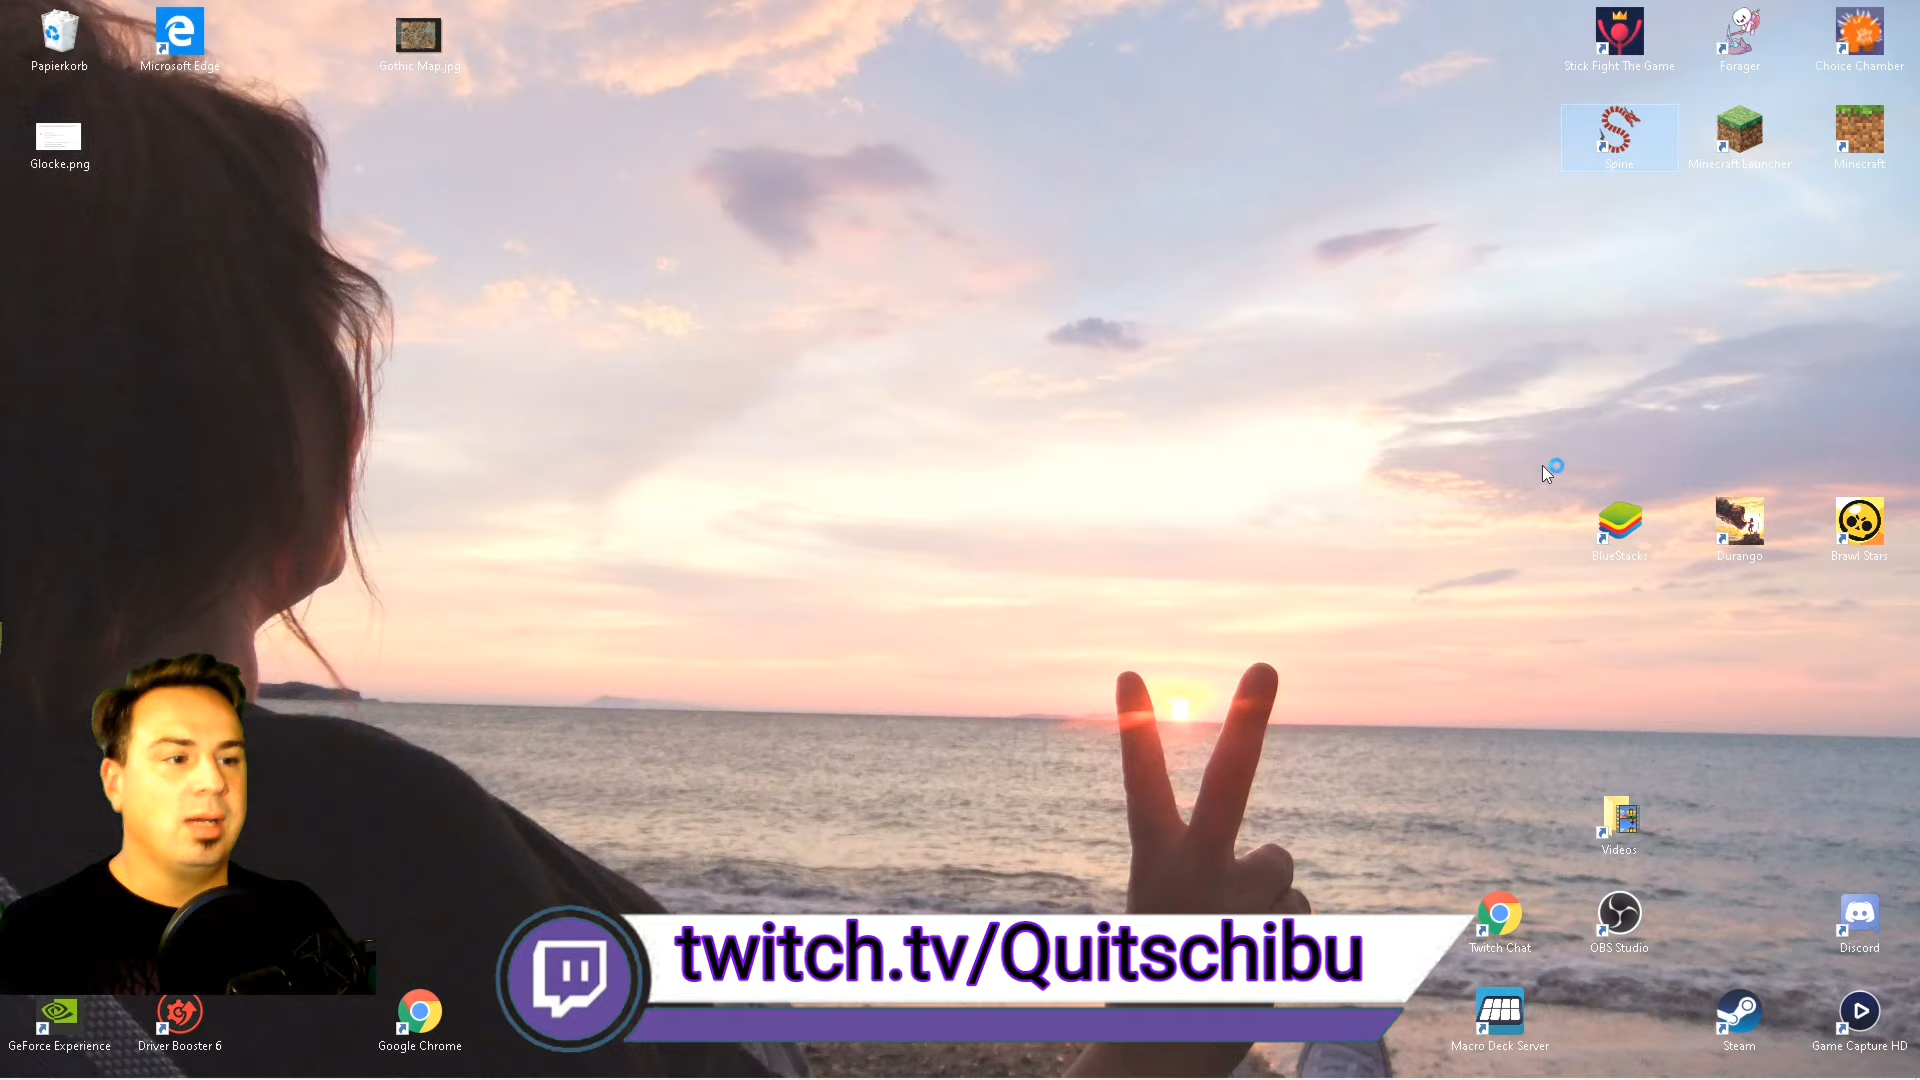 Papierkorb
Microsoft Edge
Gothic Map.jpg
Stick Fight The Game
Forager
Choice Chamber
Glocke.png
Spine
Minecraft Launcher
Minecraft
BlueStacks
Durango
Brawl Stars
Videos
twitch.tv/Quitschibu
Twitch Chat
OBS Studio
Discord
GeForce Experience
Driver Booster 6
Google Chrome
Macro Deck Server
Steam
Game Capture HD